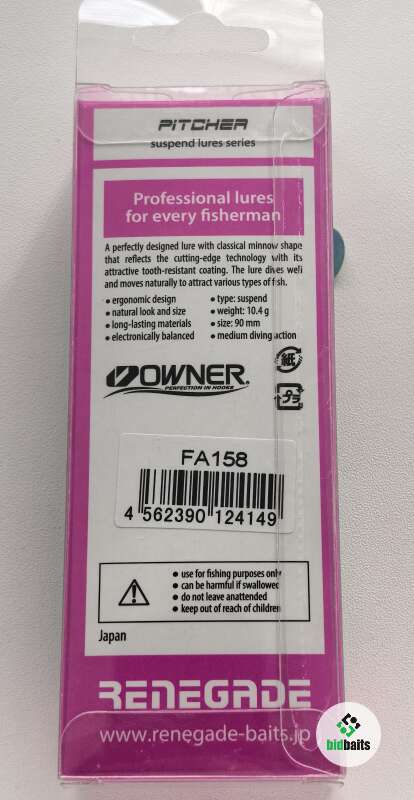 PITCHER
suspend lures series
Professional lures
for every fisherman
A perfectly designed lure with classical minnow shape
that reflects the cutting-edge technology with its
attractive tooth-resistant coating. The lure dives well
and moves naturally to attract various types of fish.
• ergonomic design
• natural look and size
• long-lasting materials
• electronically balanced
• type: suspend
• weight: 10.4 g
• size: 90 mm
• medium diving action
紙
プラ
OWNER®
PERFECTION IN HOOKS
FA158
4 562390 124149
• use for fishing purposes only
• can be harmful if swallowed
• do not leave anattended
• keep out of reach of children
Japan
RENEGADE
www.renegade-baits.jp
bidbaits